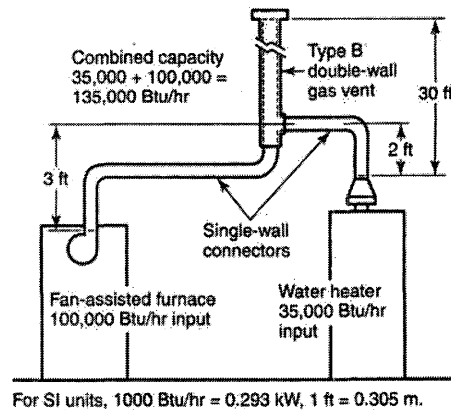 Combined capacity
35,000 + 100,000 =
135,000 Btu/hr
Type B
double-wall
gas vent
30 ft
2 ft
3 ft
Single-wall
connectors
Fan-assisted furnace
100,000 Btu/hr input
Water heater
35,000 Btu/hr
input
For SI units, 1000 Btu/hr = 0.293 kW, 1 ft = 0.305 m.